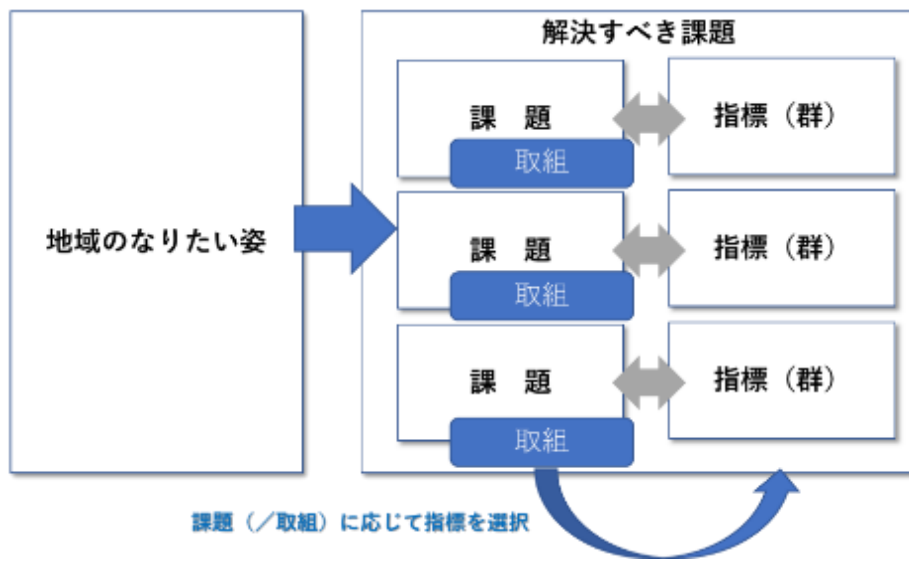 地域のなりたい姿
解決すべき課題
課　題
取組
指標（群）
課　題
取組
指標（群）
課　題
取組
指標（群）
課題（／取組）に応じて指標を選択